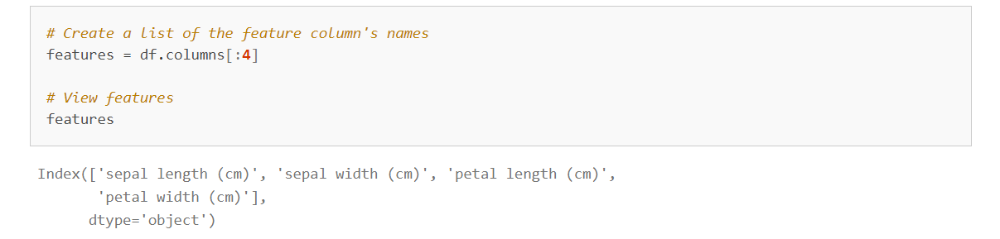 # Create a list of the feature column's names
features = df.columns[:4]
# View features
features
Index(['sepal length (cm)', 'sepal width (cm)', 'petal length (cm)',
'petal width (cm)'],
dtype='object')